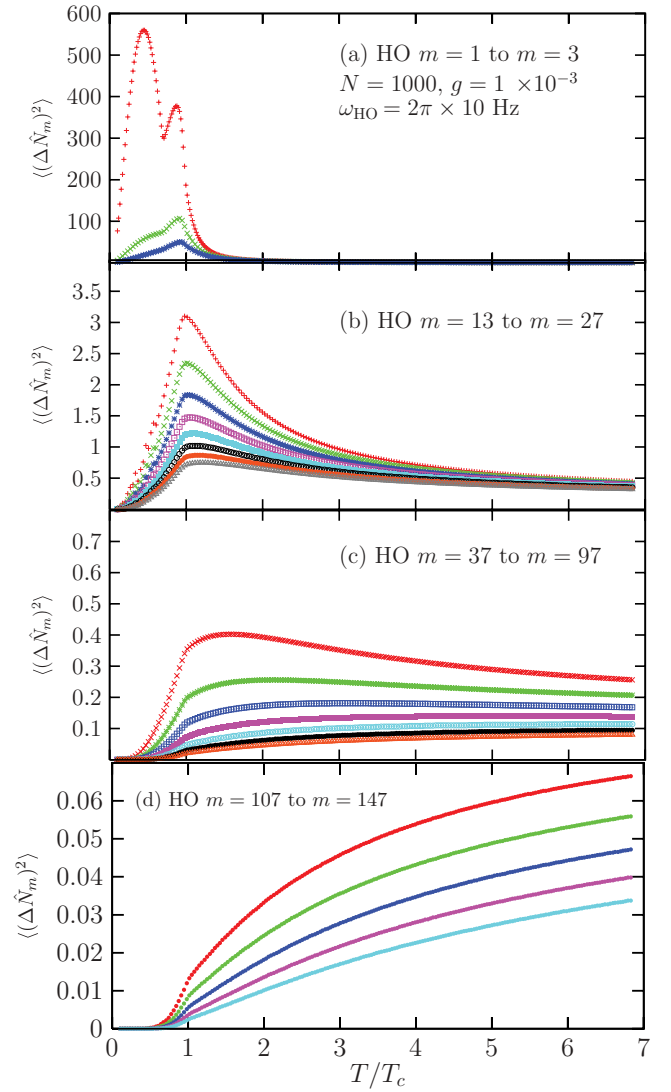 600
500
400
300
200
100
⟨(ΔN̂ₘ)²⟩
(a) HO m = 1 to m = 3
N = 1000, g = 1 ×10⁻³
ω_HO = 2π × 10 Hz
3.5
3
2.5
2
1.5
1
0.5
⟨(ΔN̂ₘ)²⟩
(b) HO m = 13 to m = 27
0.7
0.6
0.5
0.4
0.3
0.2
0.1
⟨(ΔN̂ₘ)²⟩
(c) HO m = 37 to m = 97
0.06
0.05
0.04
0.03
0.02
0.01
0
⟨(ΔN̂ₘ)²⟩
(d) HO m = 107 to m = 147
0 1 2 3 4 5 6 7
T/T_c